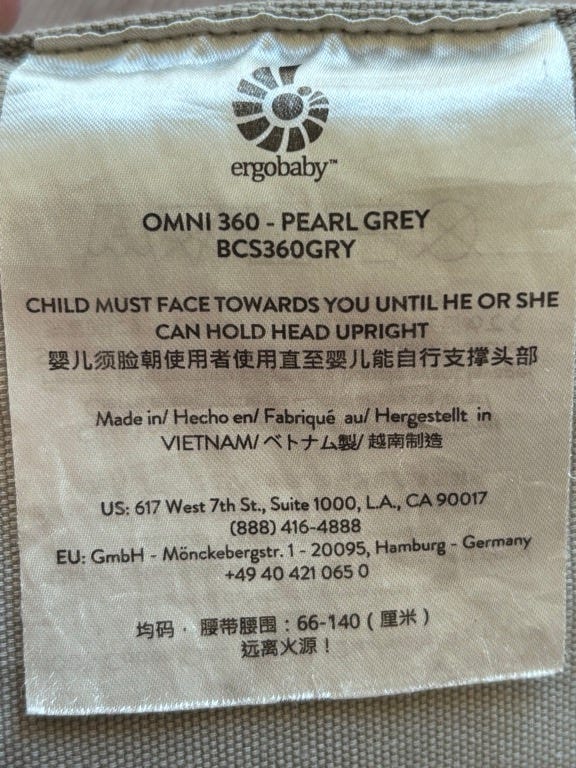 ergobaby™
OMNI 360 - PEARL GREY
BCS360GRY
CHILD MUST FACE TOWARDS YOU UNTIL HE OR SHE
CAN HOLD HEAD UPRIGHT
婴儿须脸朝使用者使用直至婴儿能自行支撑头部
Made in/ Hecho en/ Fabriqué au/ Hergestellt in
VIETNAM/ ベトナム製/ 越南制造
US: 617 West 7th St., Suite 1000, L.A., CA 90017
(888) 416-4888
EU: GmbH - Mönckebergstr. 1 - 20095, Hamburg - Germany
+49 40 421 065 0
均码 · 腰带腰围：66-140（厘米）
远离火源！